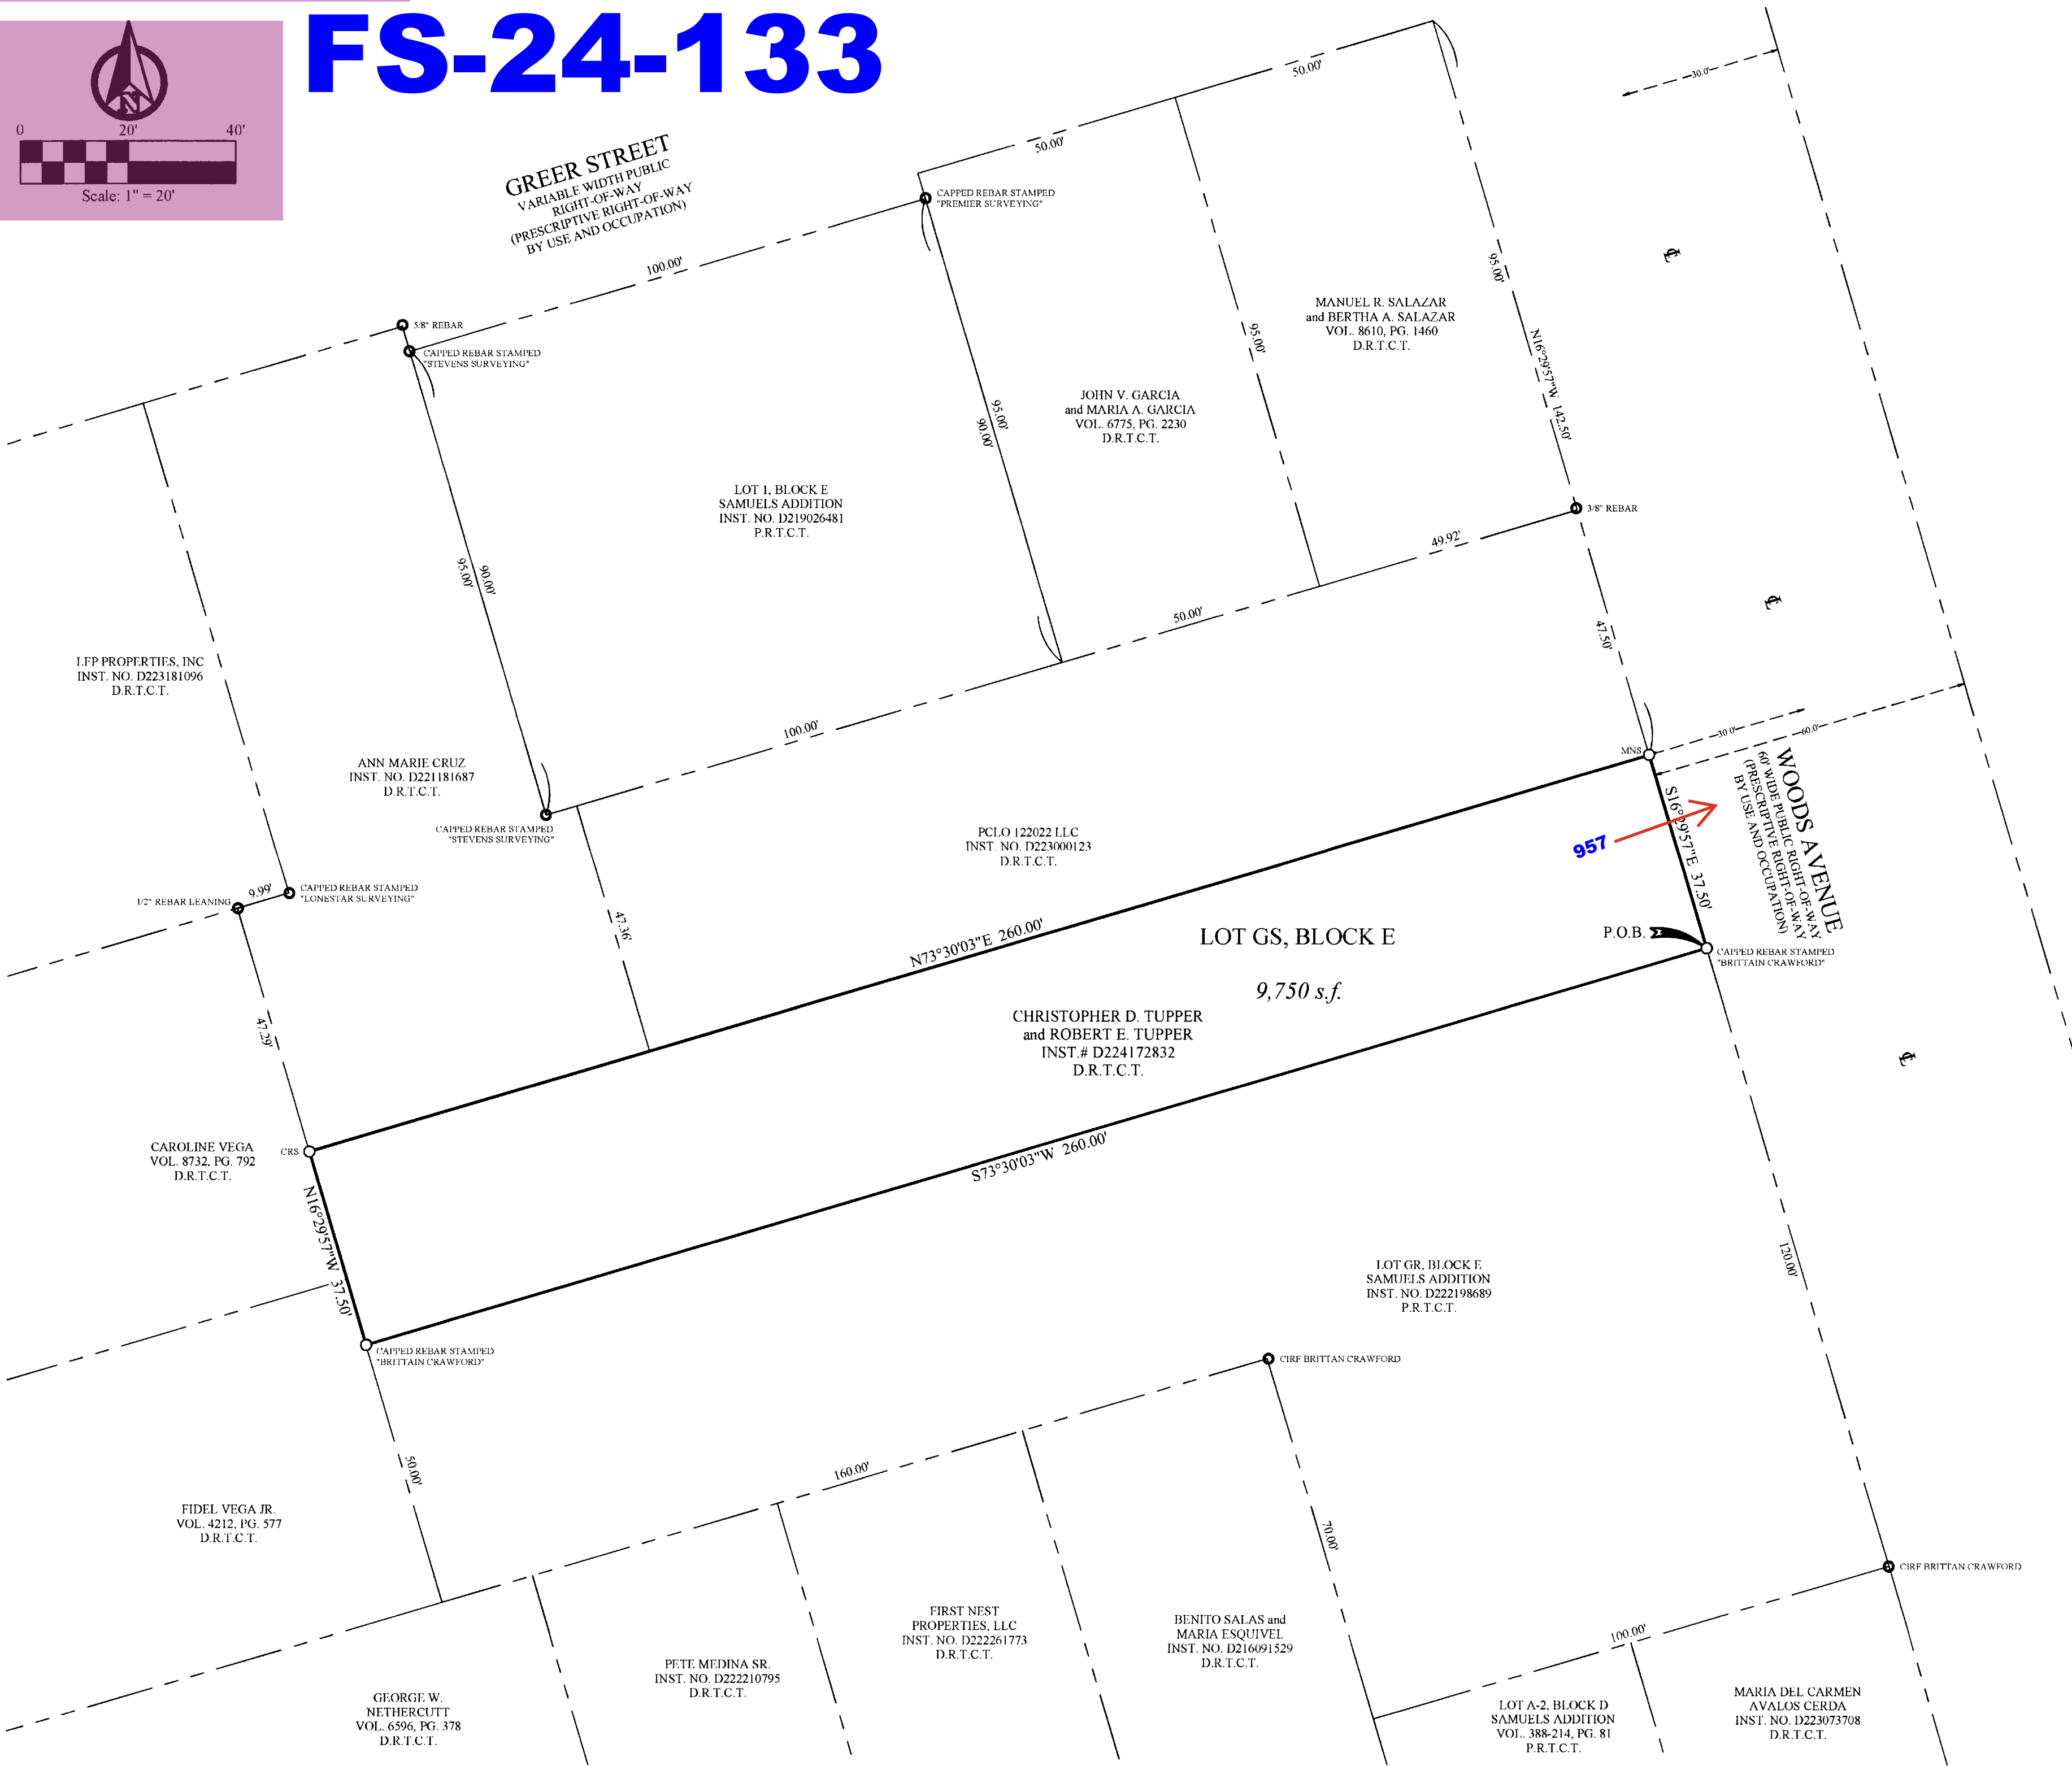 FS-24-133
N
0 20' 40'
Scale: 1" = 20'
GREER STREET
VARIABLE WIDTH PUBLIC
RIGHT-OF-WAY
(PRESCRIPTIVE RIGHT-OF-WAY
BY USE AND OCCUPATION)
50.00'
50.00'
30.0'
CAPPED REBAR STAMPED
"PREMIER SURVEYING"
100.00'
5/8" REBAR
CAPPED REBAR STAMPED
"STEVENS SURVEYING"
95.00'
MANUEL R. SALAZAR
and BERTHA A. SALAZAR
VOL. 8610, PG. 1460
D.R.T.C.T.
95.00'
N16°29'57"W 142.50'
JOHN V. GARCIA
and MARIA A. GARCIA
VOL. 6775, PG. 2230
D.R.T.C.T.
95.00'
90.00'
LOT 1, BLOCK E
SAMUELS ADDITION
INST. NO. D219026481
P.R.T.C.T.
3/8" REBAR
49.92'
95.00'
90.00'
50.00'
47.50'
LFP PROPERTIES, INC
INST. NO. D223181096
D.R.T.C.T.
100.00'
ANN MARIE CRUZ
INST. NO. D221181687
D.R.T.C.T.
CAPPED REBAR STAMPED
"STEVENS SURVEYING"
MNS
30.0'
60.0'
WOODS AVENUE
60' WIDE PUBLIC RIGHT-OF-WAY
(PRESCRIPTIVE RIGHT-OF-WAY
BY USE AND OCCUPATION)
957
S16°29'57"E 37.50'
PCLO 122022 LLC
INST. NO. D223000123
D.R.T.C.T.
9.99'
CAPPED REBAR STAMPED
"LONESTAR SURVEYING"
1/2" REBAR LEANING
47.36'
N73°30'03"E 260.00'
LOT GS, BLOCK E
9,750 s.f.
P.O.B.
CAPPED REBAR STAMPED
"BRITTAIN CRAWFORD"
CHRISTOPHER D. TUPPER
and ROBERT E. TUPPER
INST.# D224172832
D.R.T.C.T.
47.29'
CAROLINE VEGA
VOL. 8732, PG. 792
D.R.T.C.T.
CRS
S73°30'03"W 260.00'
N16°29'57"W 37.50'
120.00'
LOT GR, BLOCK E
SAMUELS ADDITION
INST. NO. D222198689
P.R.T.C.T.
CAPPED REBAR STAMPED
"BRITTAIN CRAWFORD"
CIRF BRITTAN CRAWFORD
50.00'
160.00'
FIDEL VEGA JR.
VOL. 4212, PG. 577
D.R.T.C.T.
70.00'
CIRF BRITTAN CRAWFORD
FIRST NEST
PROPERTIES, LLC
INST. NO. D222261773
D.R.T.C.T.
BENITO SALAS and
MARIA ESQUIVEL
INST. NO. D216091529
D.R.T.C.T.
100.00'
PETE MEDINA SR.
INST. NO. D222210795
D.R.T.C.T.
GEORGE W.
NETHERCUTT
VOL. 6596, PG. 378
D.R.T.C.T.
LOT A-2, BLOCK D
SAMUELS ADDITION
VOL. 388-214, PG. 81
P.R.T.C.T.
MARIA DEL CARMEN
AVALOS CERDA
INST. NO. D223073708
D.R.T.C.T.